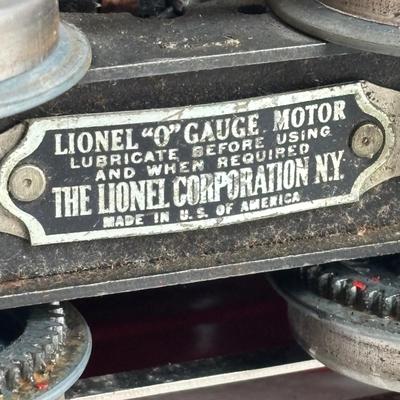 LIONEL "O" GAUGE MOTOR
LUBRICATE BEFORE USING
AND WHEN REQUIRED
THE LIONEL CORPORATION N.Y.
MADE IN U.S. OF AMERICA